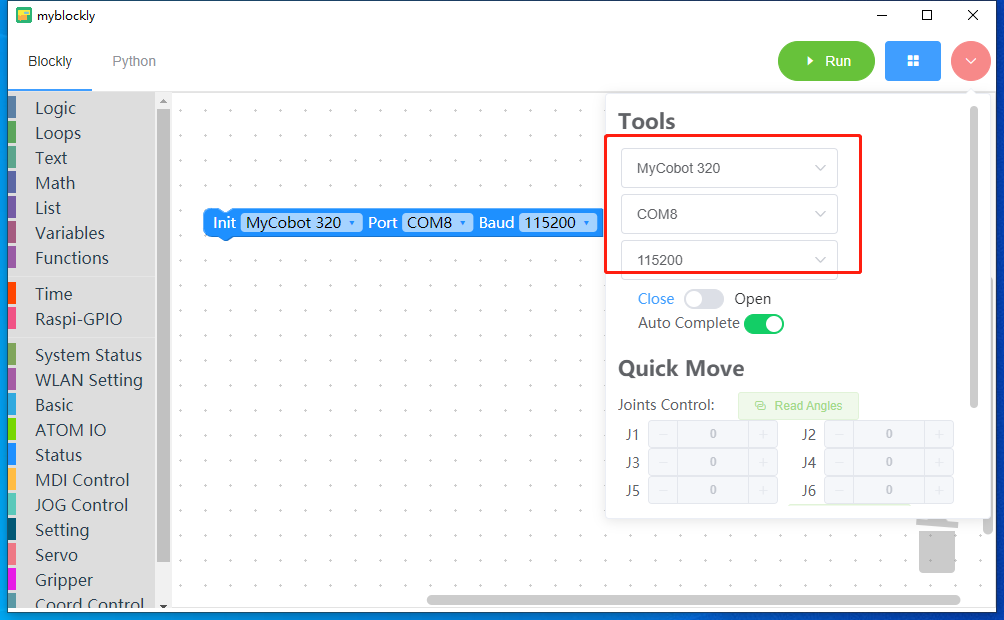 myblockly
Blockly Python Run
Logic
Loops
Text
Math
List
Variables
Functions
Time
Raspi-GPIO
System Status
WLAN Setting
Basic
ATOM IO
Status
MDI Control
JOG Control
Setting
Servo
Gripper
Coord Control
Init MyCobot 320 Port COM8 Baud 115200
Tools
MyCobot 320
COM8
115200
Close Open
Auto Complete
Quick Move
Joints Control: Read Angles
J1 − 0 + J2 − 0 +
J3 − 0 + J4 − 0 +
J5 − 0 + J6 − 0 +